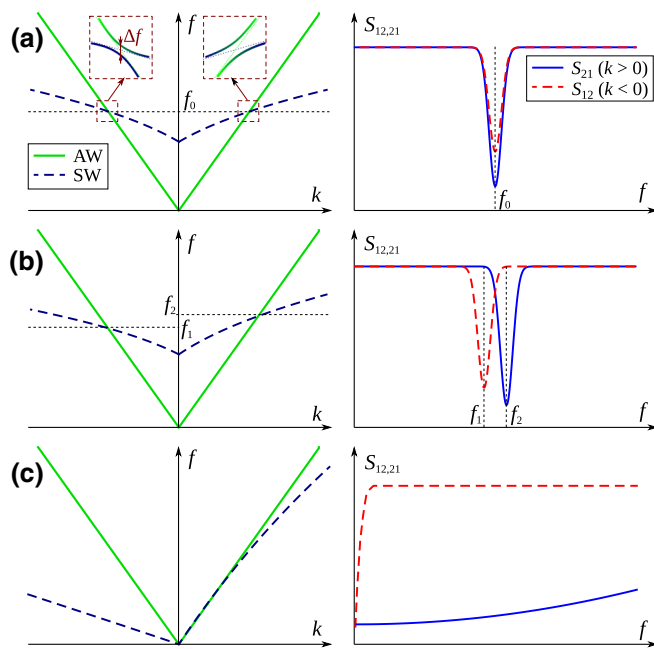 (a)
Δf
f
f₀
AW
SW
k
S₁₂,₂₁
S₂₁ (k > 0)
S₁₂ (k < 0)
f₀
f
(b)
f
f₂
f₁
k
S₁₂,₂₁
f₁
f₂
f
(c)
f
k
S₁₂,₂₁
f